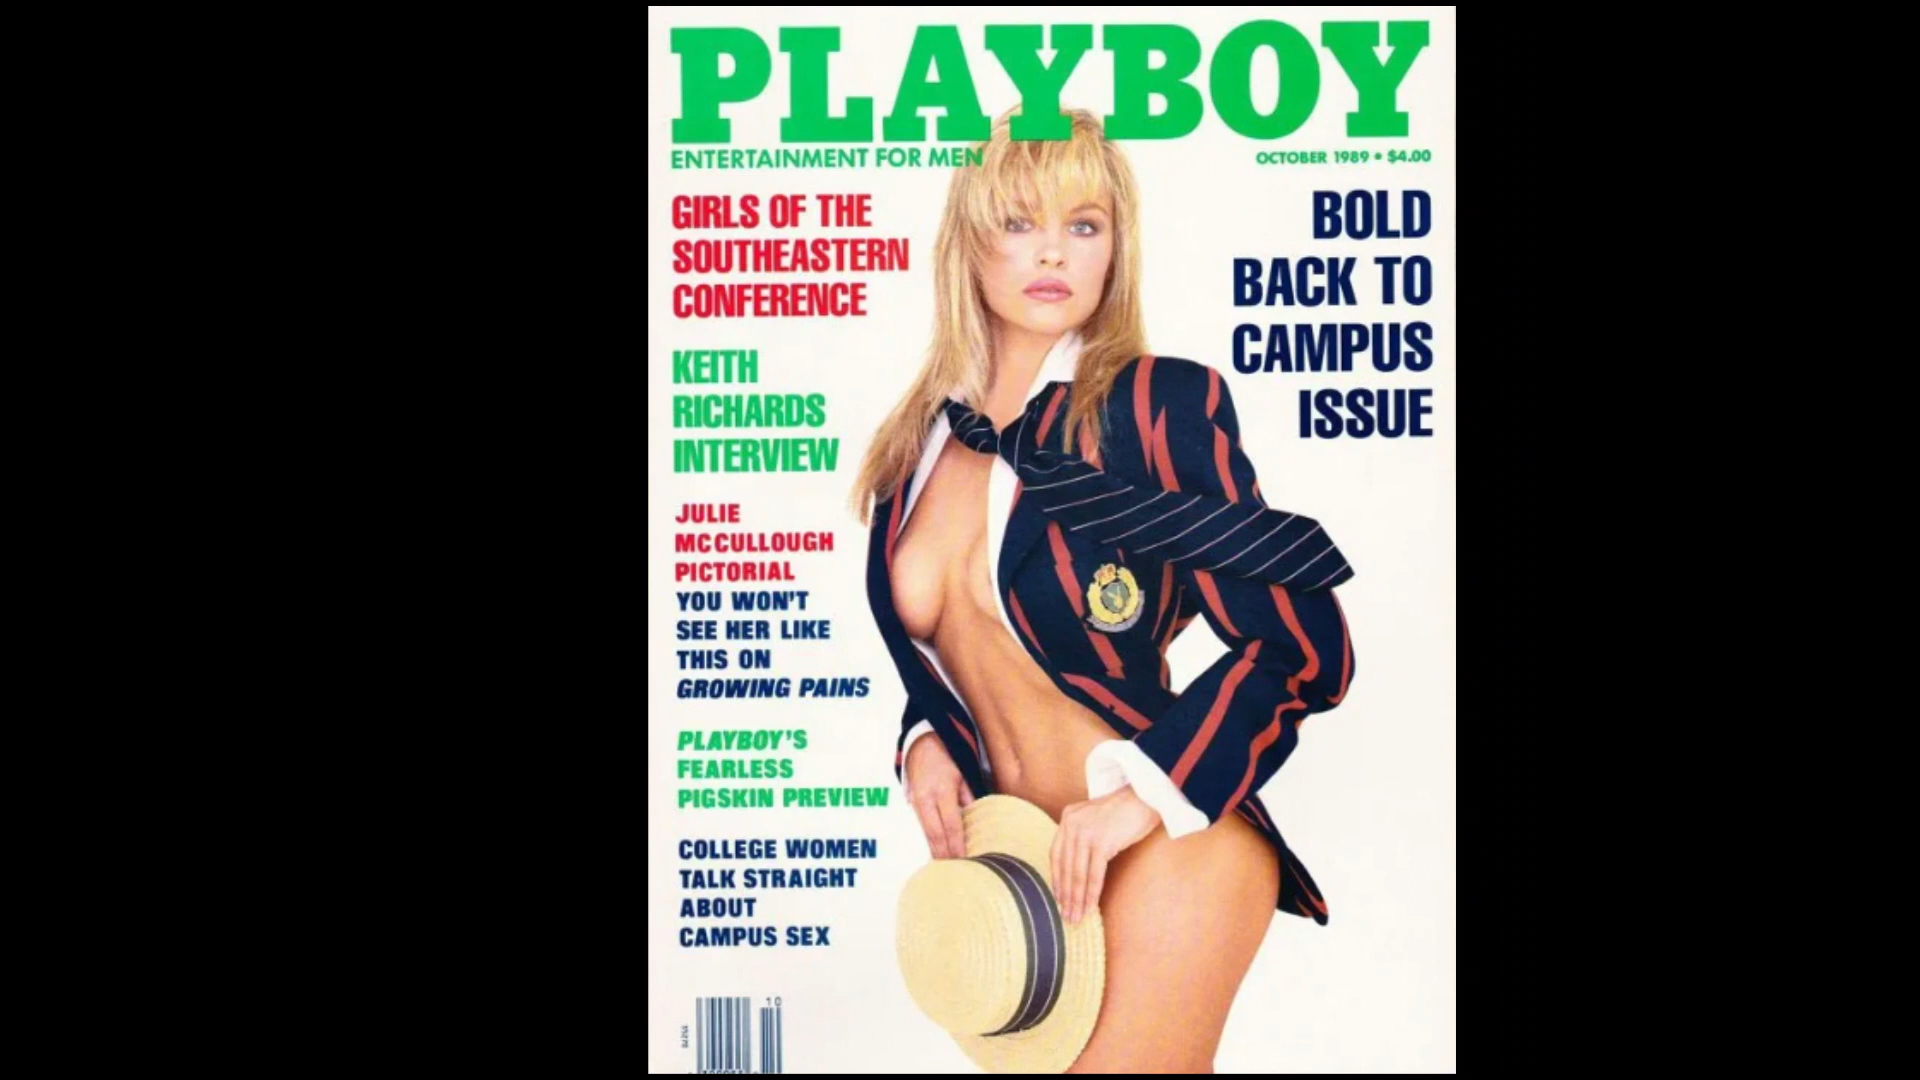 PLAYBOY
ENTERTAINMENT FOR MEN
OCTOBER 1989 • $4.00
GIRLS OF THE
SOUTHEASTERN
CONFERENCE
KEITH
RICHARDS
INTERVIEW
JULIE
MCCULLOUGH
PICTORIAL
YOU WON'T
SEE HER LIKE
THIS ON
GROWING PAINS
PLAYBOY'S
FEARLESS
PIGSKIN PREVIEW
COLLEGE WOMEN
TALK STRAIGHT
ABOUT
CAMPUS SEX
BOLD
BACK TO
CAMPUS
ISSUE
10